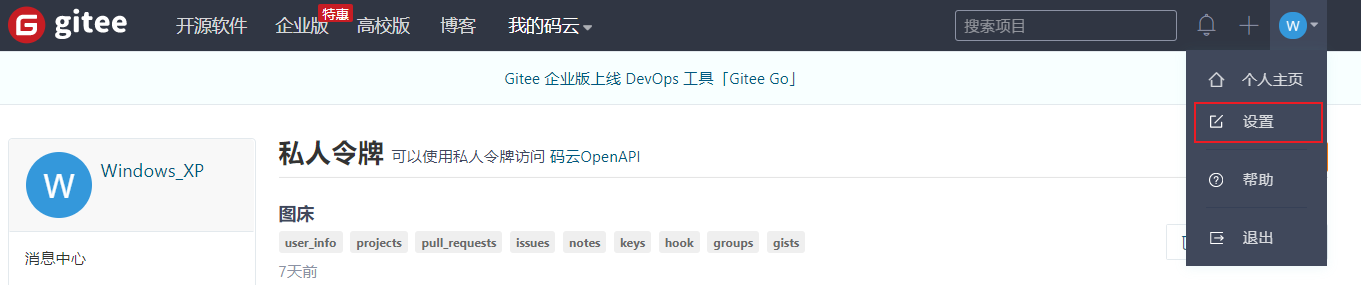 gitee 开源软件 企业版 特惠 高校版 博客 我的码云 搜索项目 W
Gitee 企业版上线 DevOps 工具「Gitee Go」
个人主页
设置
帮助
退出
W Windows_XP
消息中心
私人令牌 可以使用私人令牌访问 码云OpenAPI
图床
user_info projects pull_requests issues notes keys hook groups gists
7天前